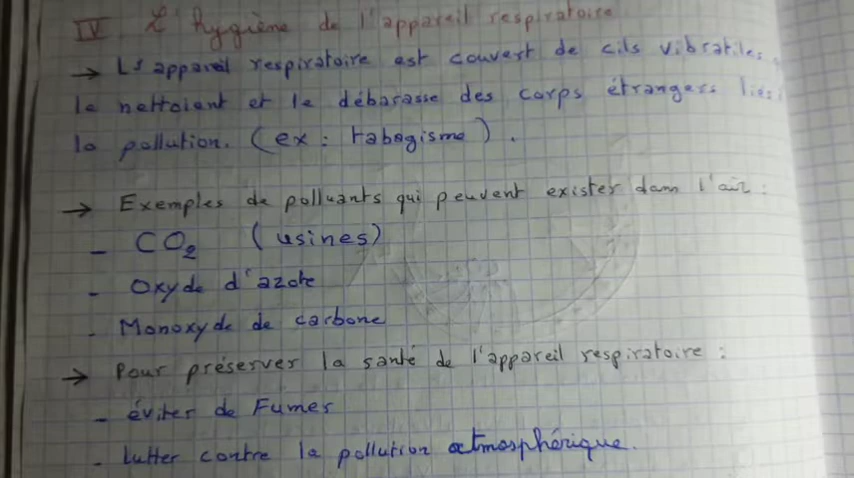 IV L'hygiène de l'appareil respiratoire
→ L'appareil respiratoire est couvert de cils vibratiles
le nettoient et le débarasse des corps étrangers liés
la pollution. (ex : tabagisme).
→ Exemples de polluants qui peuvent exister dans l'air :
- CO2 (usines)
- Oxyde d'azote
- Monoxyde de carbone
→ Pour préserver la santé de l'appareil respiratoire :
- éviter de Fumer
- lutter contre la pollution atmosphérique.